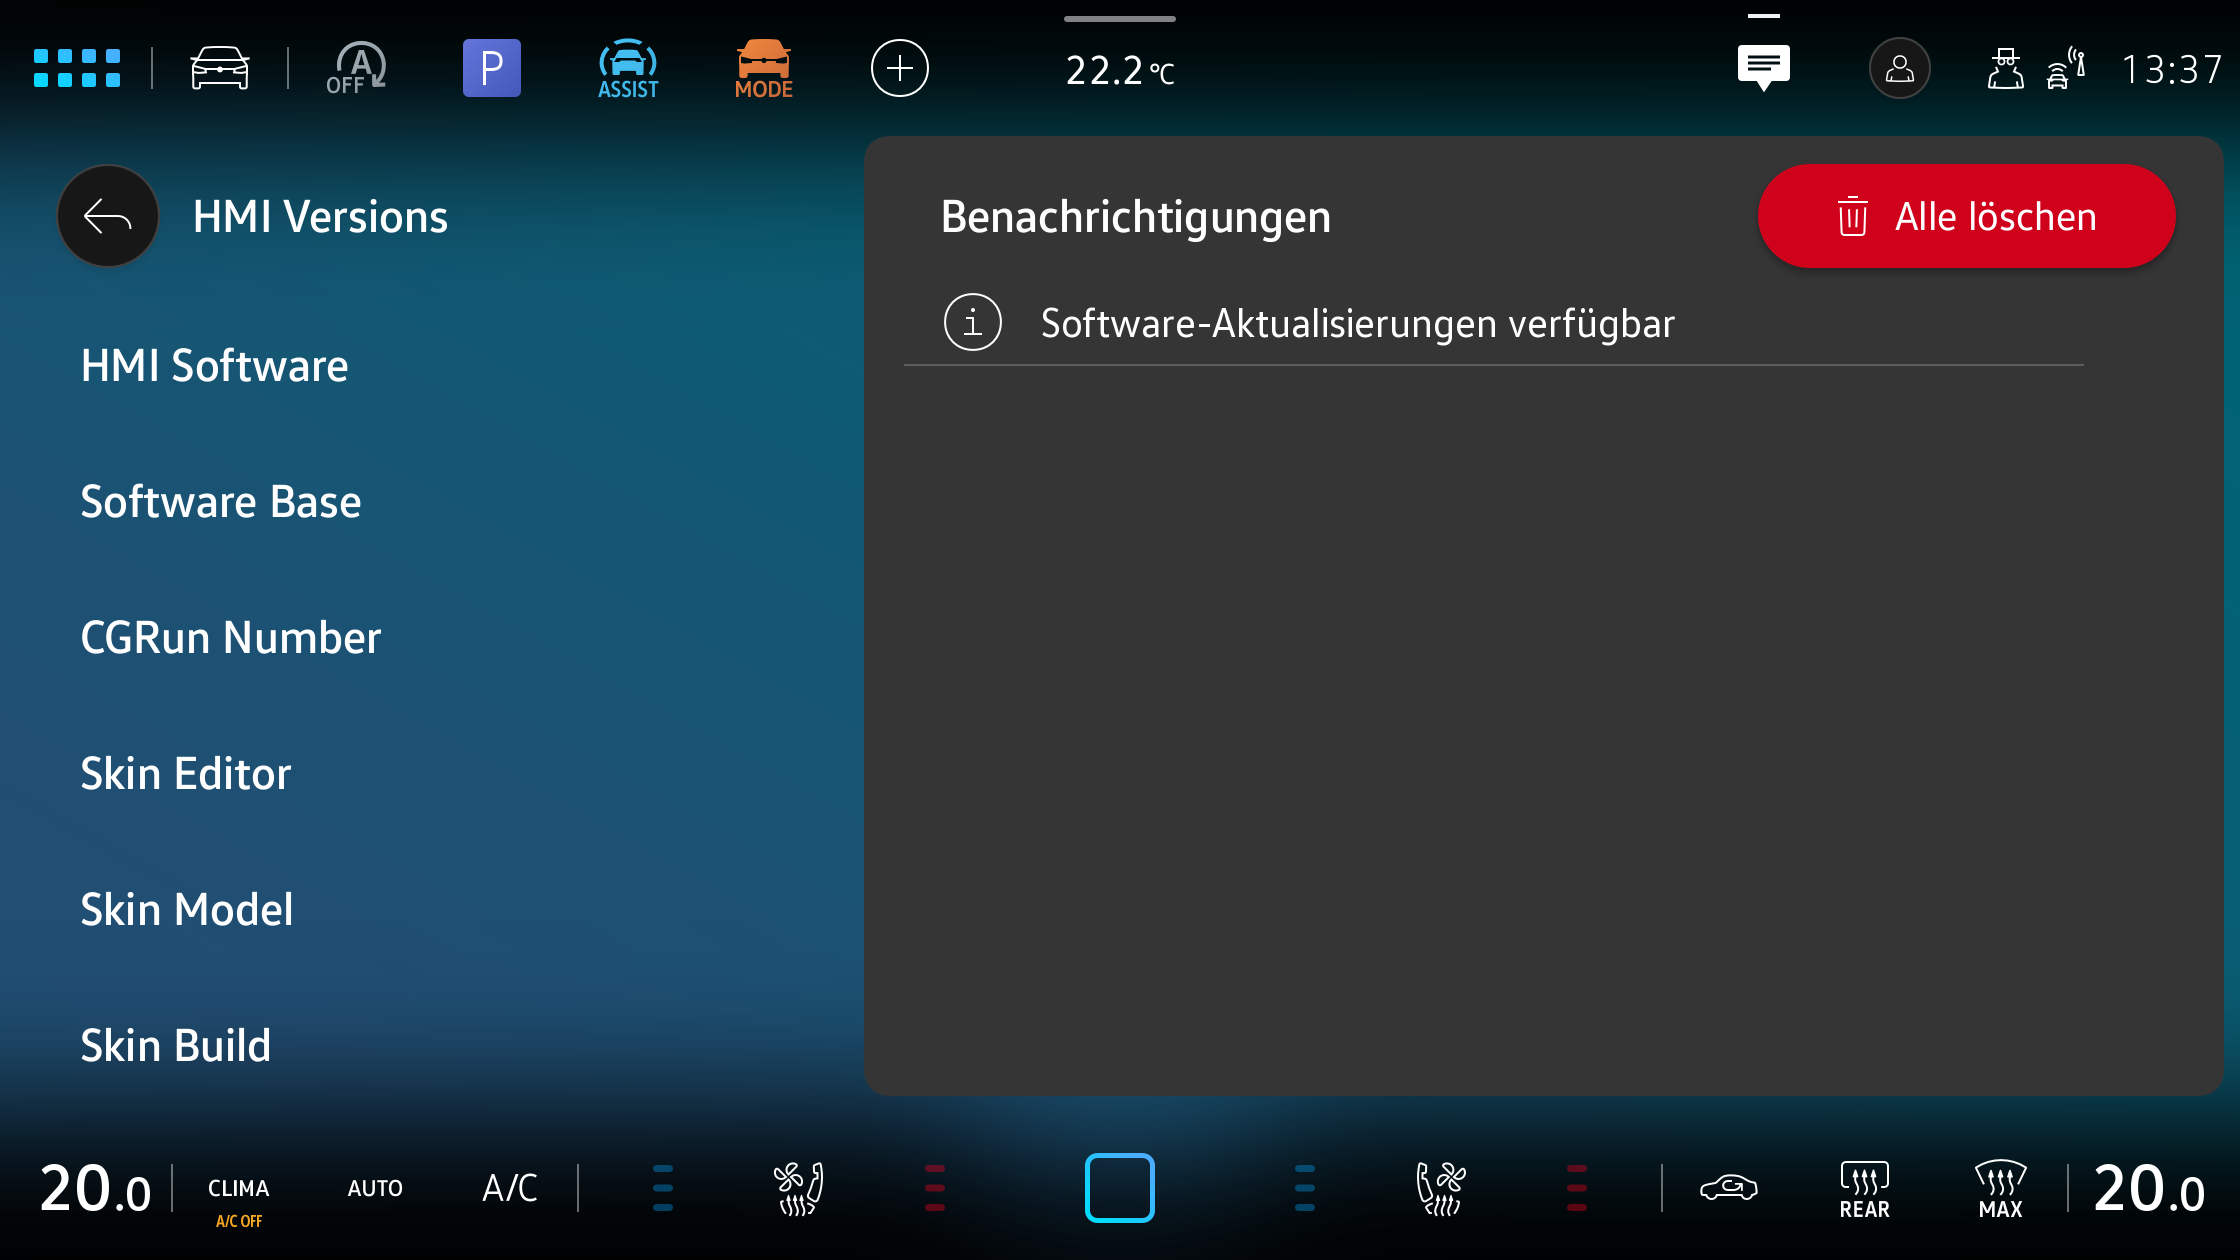 A
OFF
P
ASSIST
MODE
22.2 °C
13:37
HMI Versions
HMI Software
Software Base
CGRun Number
Skin Editor
Skin Model
Skin Build
Benachrichtigungen
Alle löschen
i Software-Aktualisierungen verfügbar
20.0
CLIMA
A/C OFF
AUTO
A/C
REAR
MAX
20.0